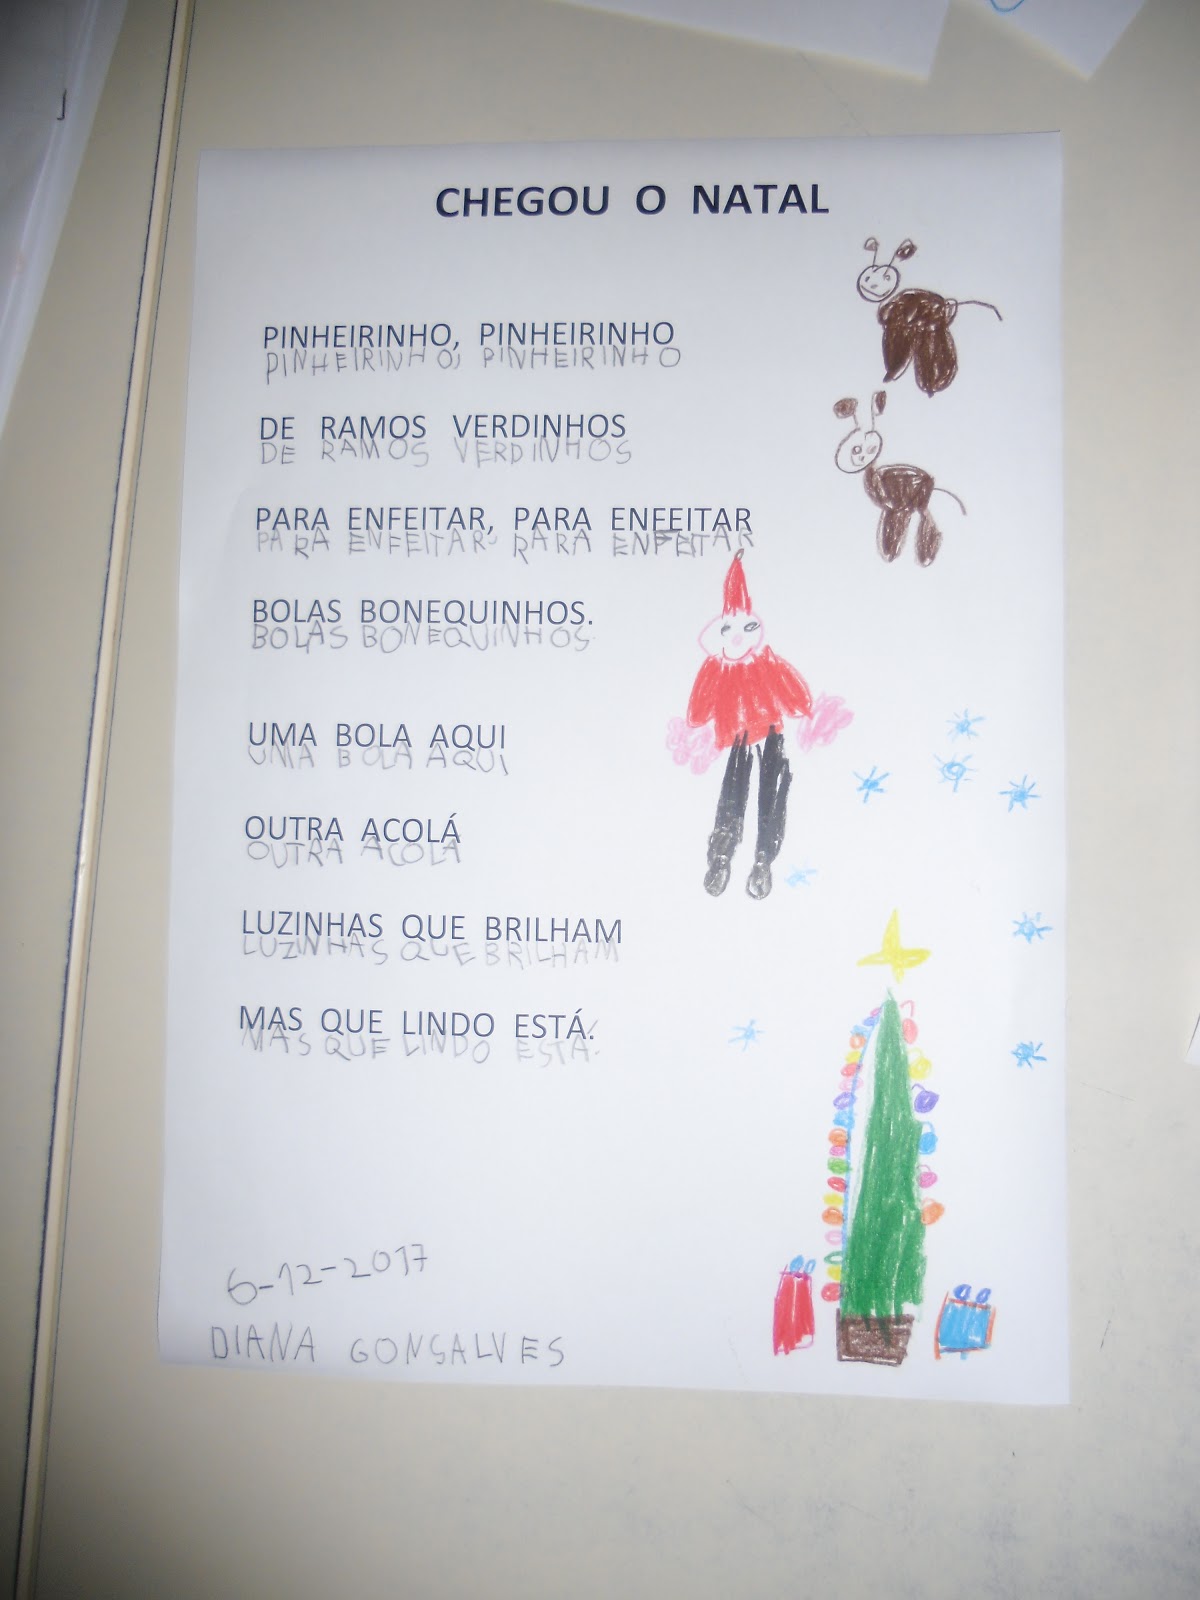 CHEGOU O NATAL
PINHEIRINHO, PINHEIRINHO
PINHEIRINHO, PINHEIRINHO
DE RAMOS VERDINHOS
DE RAMOS VERDINHOS
PARA ENFEITAR, PARA ENFEITAR
PARA ENFEITAR, PARA ENFEITAR
BOLAS BONEQUINHOS.
BOLAS BONEQUINHOS.
UMA BOLA AQUI
UMA BOLA AQUI
OUTRA ACOLÁ
OUTRA ACOLÁ
LUZINHAS QUE BRILHAM
LUZINHAS QUE BRILHAM
MAS QUE LINDO ESTÁ.
MAS QUE LINDO ESTÁ.
6-12-2017
DIANA GONSALVES